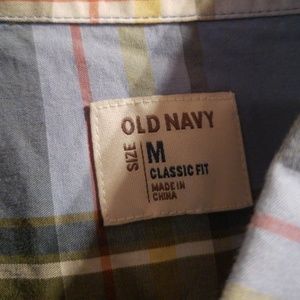 OLD NAVY
SIZE
M
CLASSIC FIT
MADE IN
CHINA